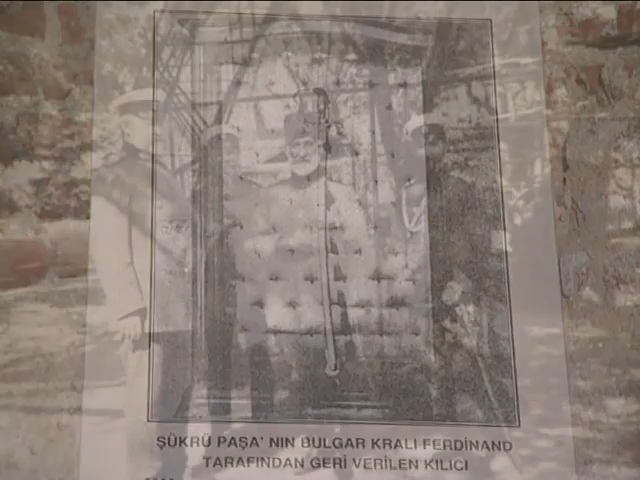 ŞÜKRÜ PAŞA' NIN BULGAR KRALI FERDİNAND
TARAFINDAN GERİ VERİLEN KILICI